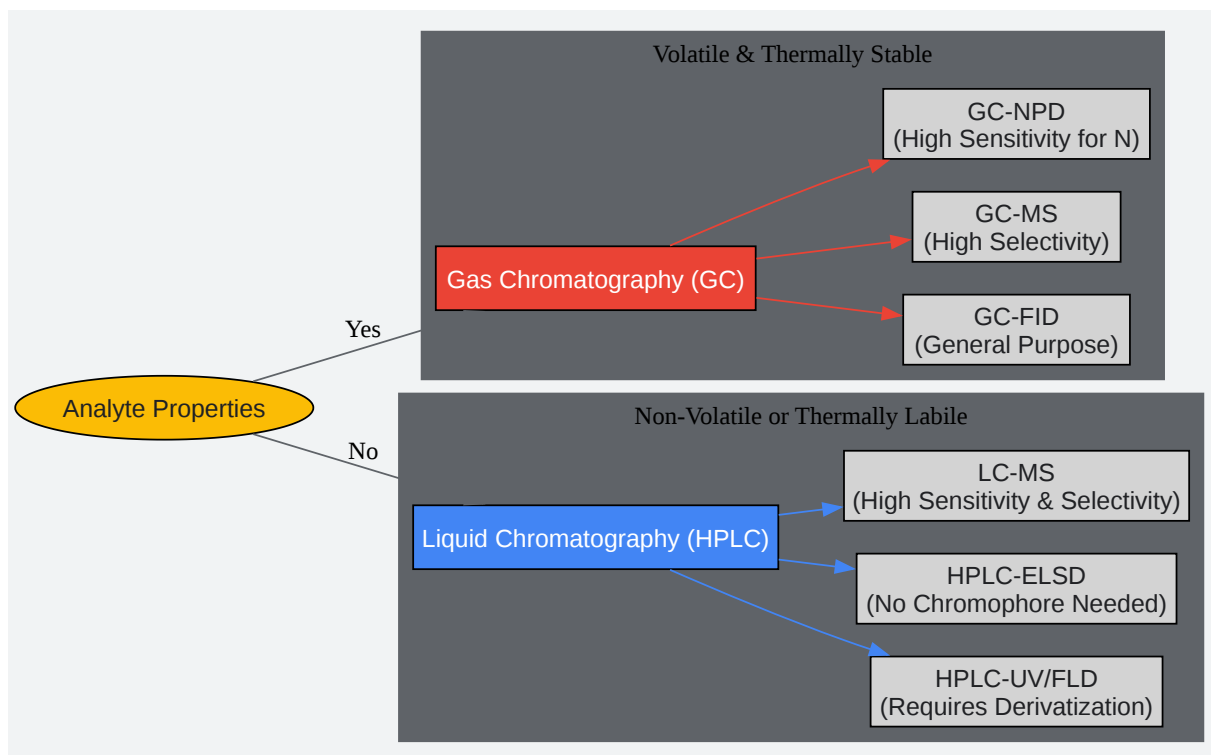 Volatile & Thermally Stable
GC-NPD
(High Sensitivity for N)
GC-MS
(High Selectivity)
Gas Chromatography (GC)
GC-FID
(General Purpose)
Yes
Analyte Properties
No
Non-Volatile or Thermally Labile
LC-MS
(High Sensitivity & Selectivity)
Liquid Chromatography (HPLC)
HPLC-ELSD
(No Chromophore Needed)
HPLC-UV/FLD
(Requires Derivatization)